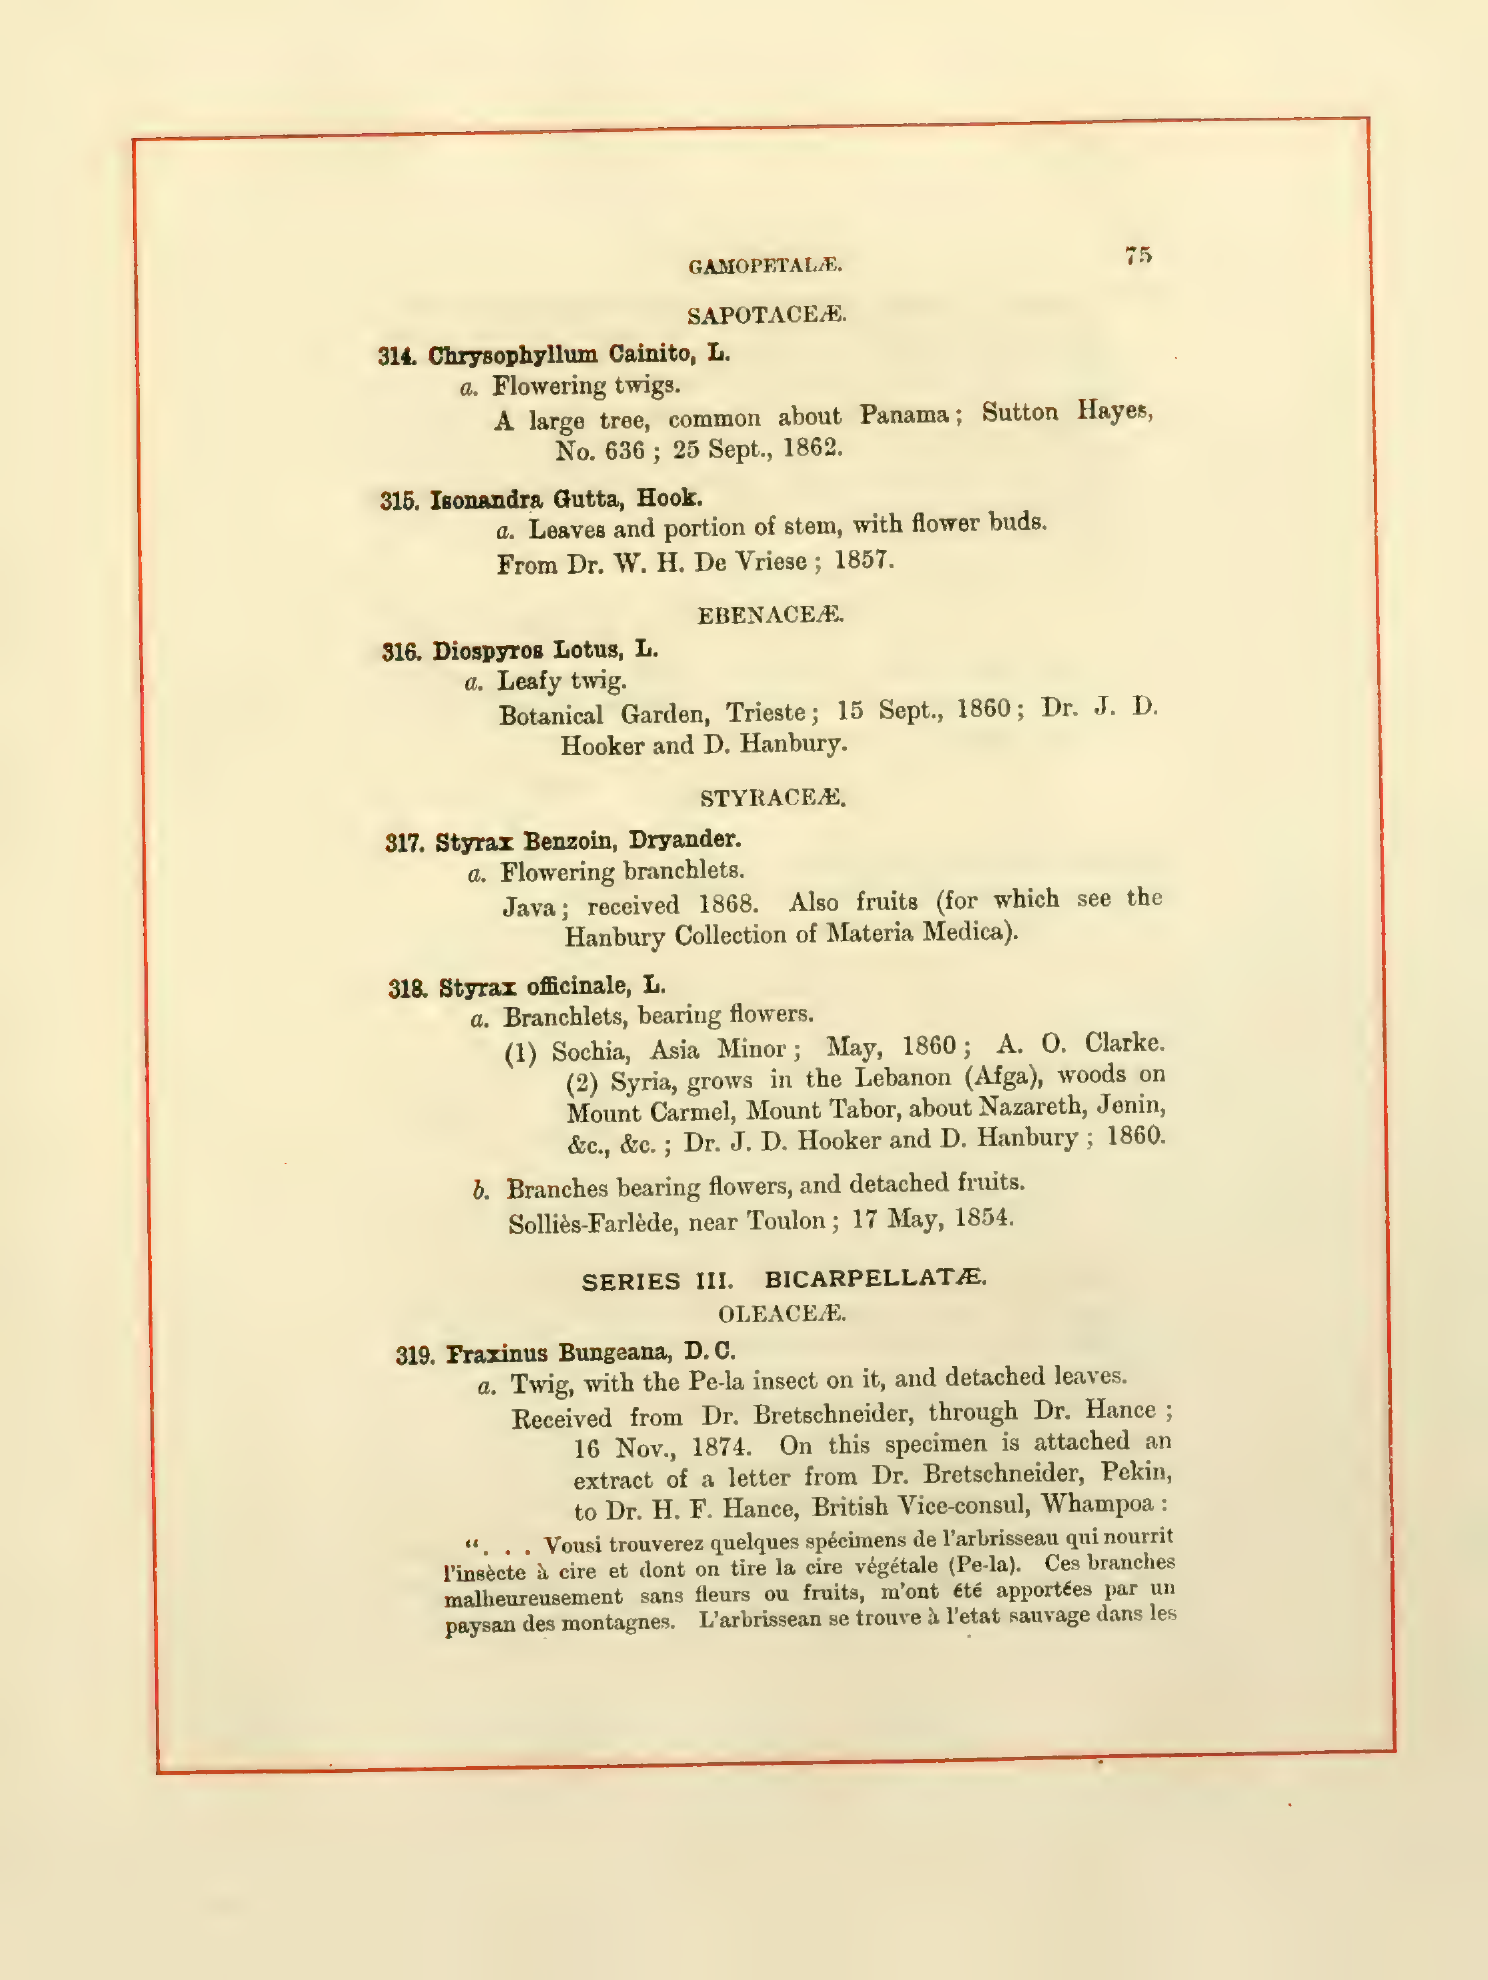 GAMOPETALÆ.
75
SAPOTACEÆ.
314. Chrysophyllum Cainito, L.
a. Flowering twigs.
A large tree, common about Panama; Sutton Hayes,
No. 636; 25 Sept., 1862.
315. Isonandra Gutta, Hook.
a. Leaves and portion of stem, with flower buds.
From Dr. W. H. De Vriese; 1857.
EBENACEÆ.
316. Diospyros Lotus, L.
a. Leafy twig.
Botanical Garden, Trieste; 15 Sept., 1860; Dr. J. D.
Hooker and D. Hanbury.
STYRACEÆ.
317. Styrax Benzoin, Dryander.
a. Flowering branchlets.
Java; received 1868. Also fruits (for which see the
Hanbury Collection of Materia Medica).
318. Styrax officinale, L.
a. Branchlets, bearing flowers.
(1) Sochia, Asia Minor; May, 1860; A. O. Clarke.
(2) Syria, grows in the Lebanon (Afga), woods on
Mount Carmel, Mount Tabor, about Nazareth, Jenin,
&c., &c.; Dr. J. D. Hooker and D. Hanbury; 1860.
b. Branches bearing flowers, and detached fruits.
Solliès-Farlède, near Toulon; 17 May, 1854.
SERIES III. BICARPELLATÆ.
OLEACEÆ.
319. Fraxinus Bungeana, D.C.
a. Twig, with the Pe-la insect on it, and detached leaves.
Received from Dr. Bretschneider, through Dr. Hance;
16 Nov., 1874. On this specimen is attached an
extract of a letter from Dr. Bretschneider, Pekin,
to Dr. H. F. Hance, British Vice-consul, Whampoa:
“. . . Vousi trouverez quelques spécimens de l'arbrisseau qui nourrit
l'insècte à cire et dont on tire la cire végétale (Pe-la). Ces branches
malheureusement sans fleurs ou fruits, m'ont été apportées par un
paysan des montagnes. L'arbrissean se trouve à l'etat sauvage dans les